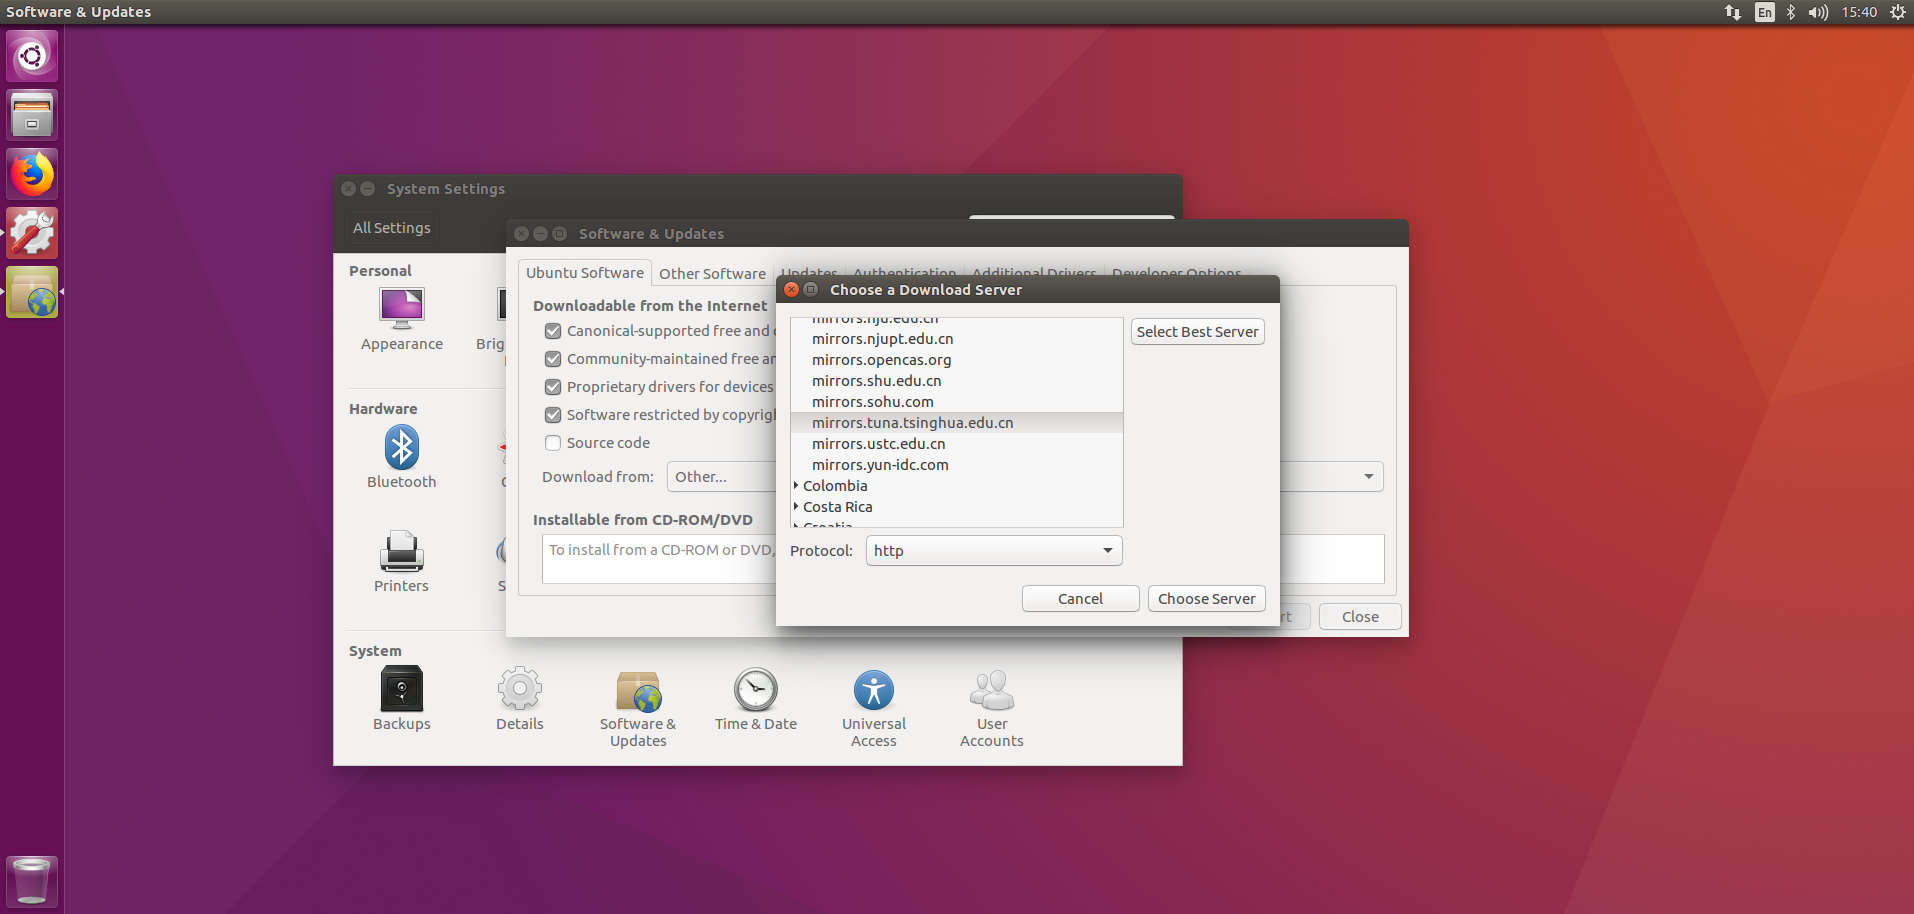 Software & Updates
En
15:40
System Settings
All Settings
Software & Updates
Personal
Appearance
Brig
Hardware
Bluetooth
Printers
System
Backups
Details
Software &
Updates
Time & Date
Universal
Access
User
Accounts
Ubuntu Software
Other Software
Updates
Authentication
Additional Drivers
Developer Options
Downloadable from the Internet
Canonical-supported free and
Community-maintained free an
Proprietary drivers for devices
Software restricted by copyrigh
Source code
Download from:
Other...
Installable from CD-ROM/DVD
To install from a CD-ROM or DVD,
Close
Choose a Download Server
mirrors.nju.edu.cn
mirrors.njupt.edu.cn
mirrors.opencas.org
mirrors.shu.edu.cn
mirrors.sohu.com
mirrors.tuna.tsinghua.edu.cn
mirrors.ustc.edu.cn
mirrors.yun-idc.com
Colombia
Costa Rica
Croatia
Select Best Server
Protocol:
http
Cancel
Choose Server